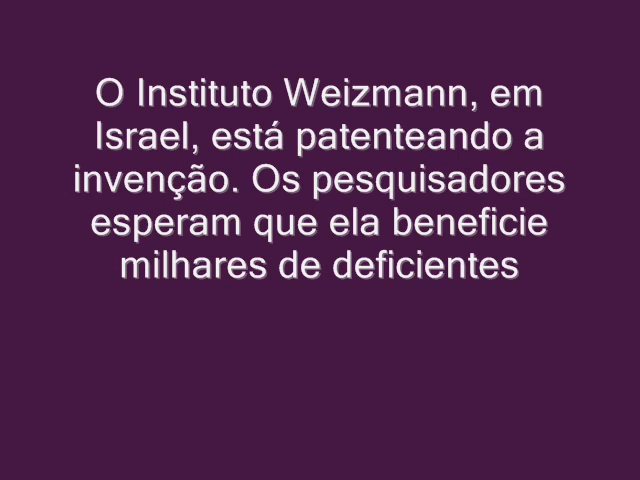 O Instituto Weizmann, em
Israel, está patenteando a
invenção. Os pesquisadores
esperam que ela beneficie
milhares de deficientes